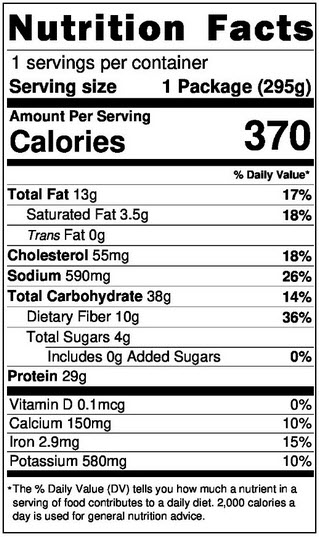 Nutrition Facts
1 servings per container
Serving size 1 Package (295g)
Amount Per Serving
Calories 370
% Daily Value*
Total Fat 13g 17%
Saturated Fat 3.5g 18%
Trans Fat 0g
Cholesterol 55mg 18%
Sodium 590mg 26%
Total Carbohydrate 38g 14%
Dietary Fiber 10g 36%
Total Sugars 4g
Includes 0g Added Sugars 0%
Protein 29g
Vitamin D 0.1mcg 0%
Calcium 150mg 10%
Iron 2.9mg 15%
Potassium 580mg 10%
*The % Daily Value (DV) tells you how much a nutrient in a
serving of food contributes to a daily diet. 2,000 calories a
day is used for general nutrition advice.